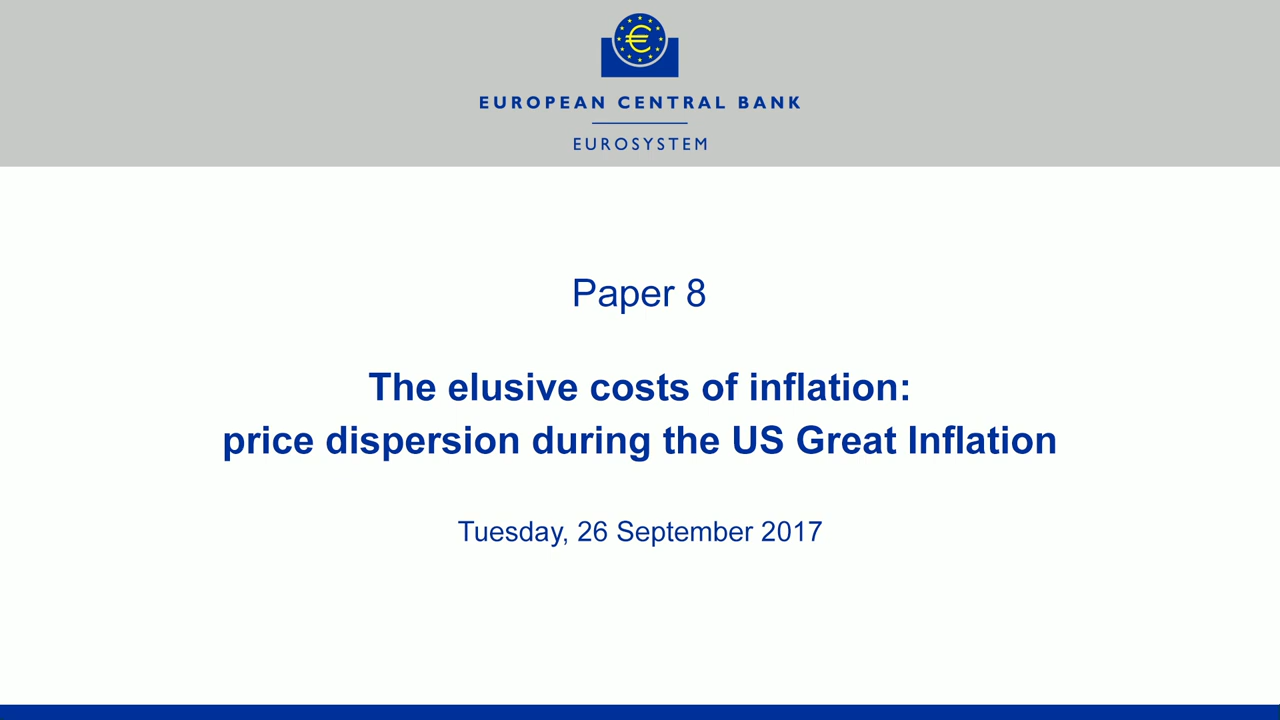 €
EUROPEAN CENTRAL BANK
EUROSYSTEM
Paper 8
The elusive costs of inflation:
price dispersion during the US Great Inflation
Tuesday, 26 September 2017